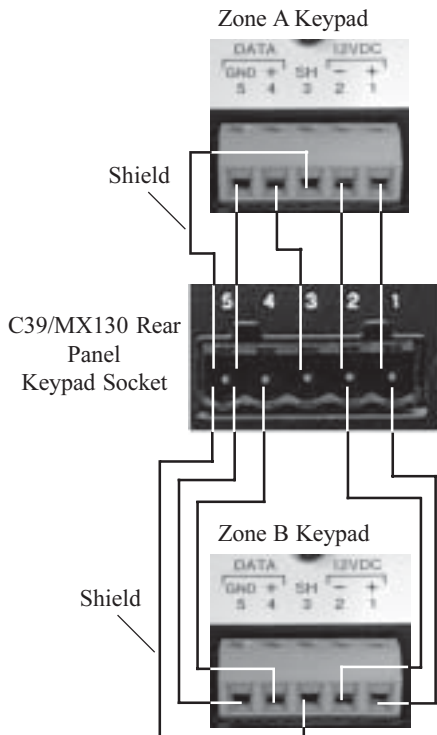 Zone A Keypad
DATA 12VDC
GND + SH − +
5 4 3 2 1
Shield
5 4 3 2 1
C39/MX130 Rear
Panel
Keypad Socket
Zone B Keypad
DATA 12VDC
GND + SH − +
5 4 3 2 1
Shield